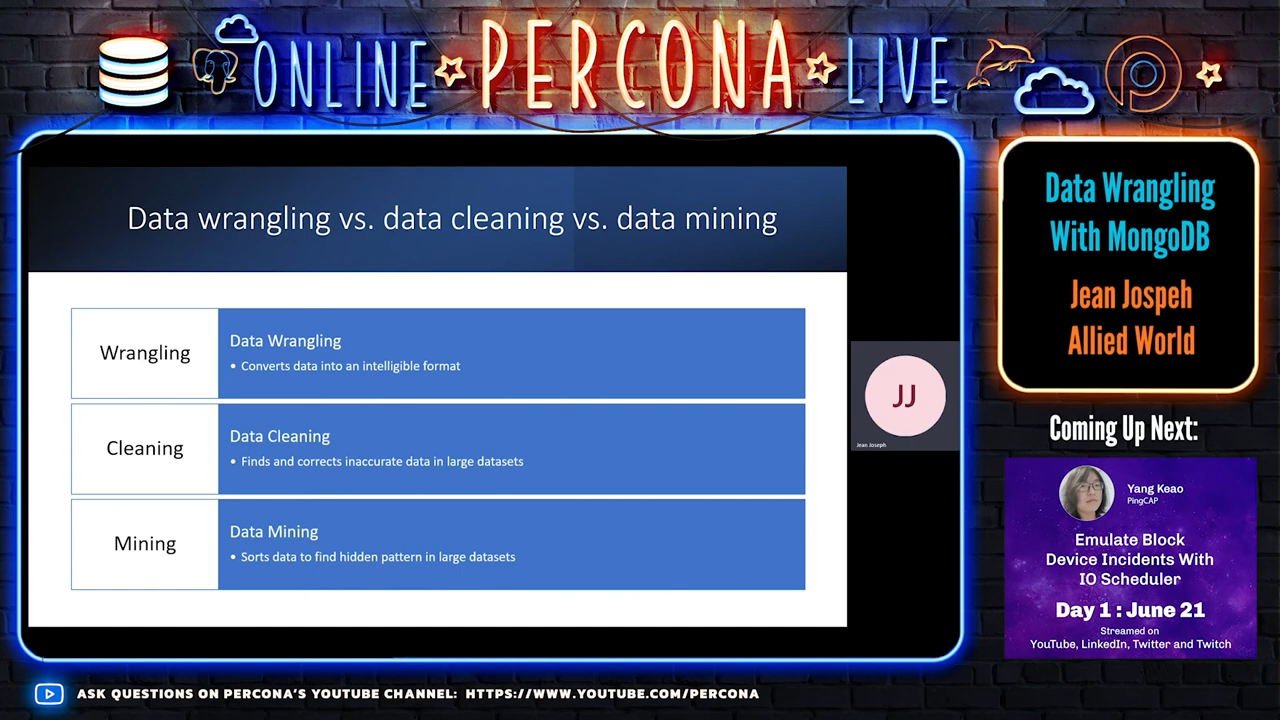 ONLINE PERCONA LIVE
Data wrangling vs. data cleaning vs. data mining
Wrangling
Data Wrangling
• Converts data into an intelligible format
Cleaning
Data Cleaning
• Finds and corrects inaccurate data in large datasets
Mining
Data Mining
• Sorts data to find hidden pattern in large datasets
JJ
Jean Joseph
Data Wrangling
With MongoDB
Jean Jospeh
Allied World
Coming Up Next:
Yang Keao
PingCAP
Emulate Block
Device Incidents With
IO Scheduler
Day 1 : June 21
Streamed on
YouTube, LinkedIn, Twitter and Twitch
ASK QUESTIONS ON PERCONA'S YOUTUBE CHANNEL: HTTPS://WWW.YOUTUBE.COM/PERCONA